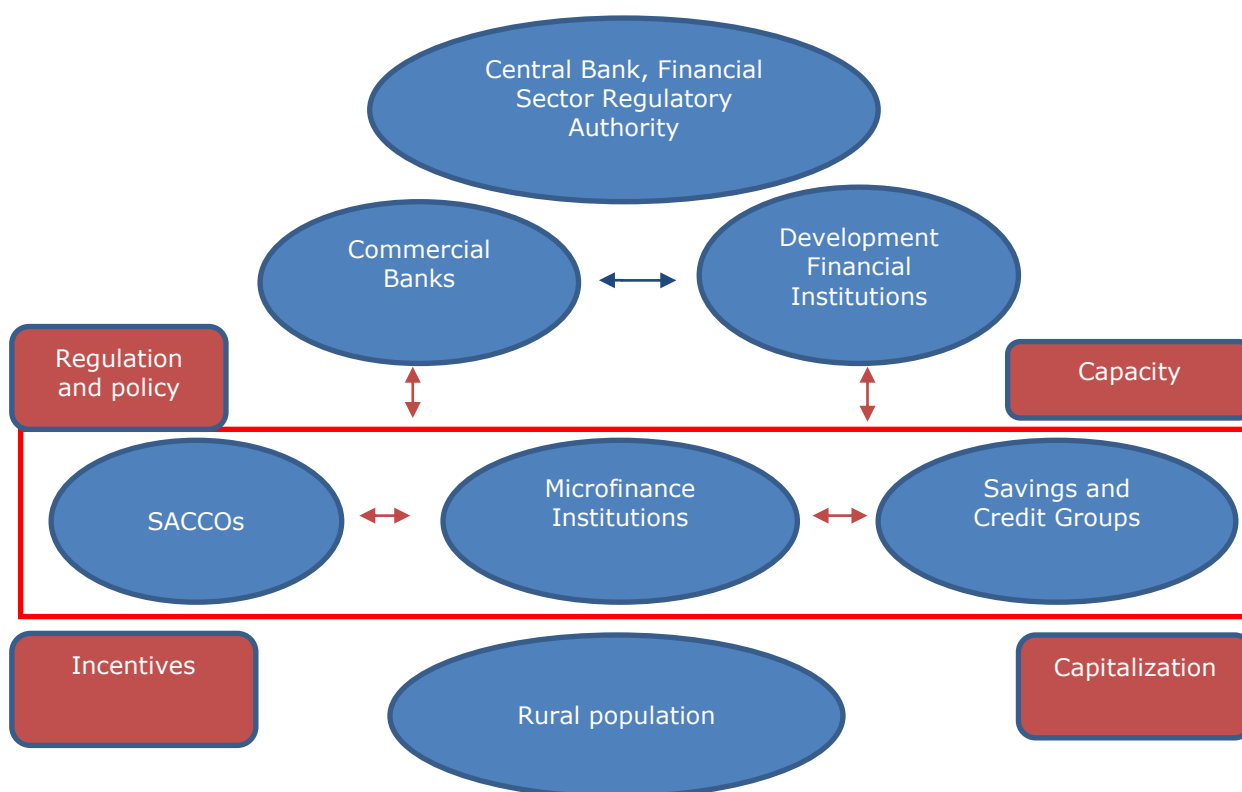 Central Bank, Financial
Sector Regulatory
Authority
Commercial
Banks
Development
Financial
Institutions
Regulation
and policy
Capacity
SACCOs
Microfinance
Institutions
Savings and
Credit Groups
Incentives
Rural population
Capitalization